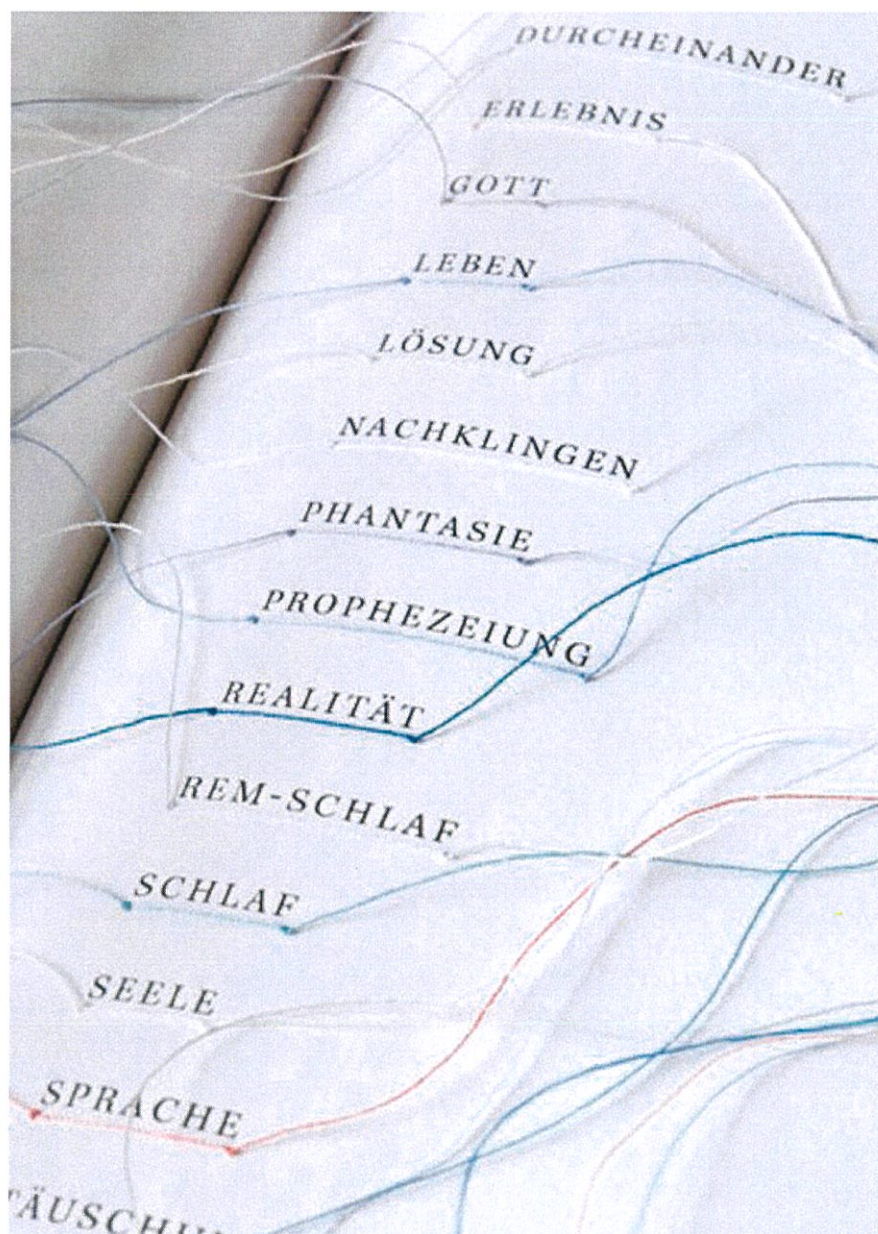 DURCHEINANDER
ERLEBNIS
GOTT
LEBEN
LÖSUNG
NACHKLINGEN
PHANTASIE
PROPHEZEIUNG
REALITÄT
REM-SCHLAF
SCHLAF
SEELE
SPRACHE